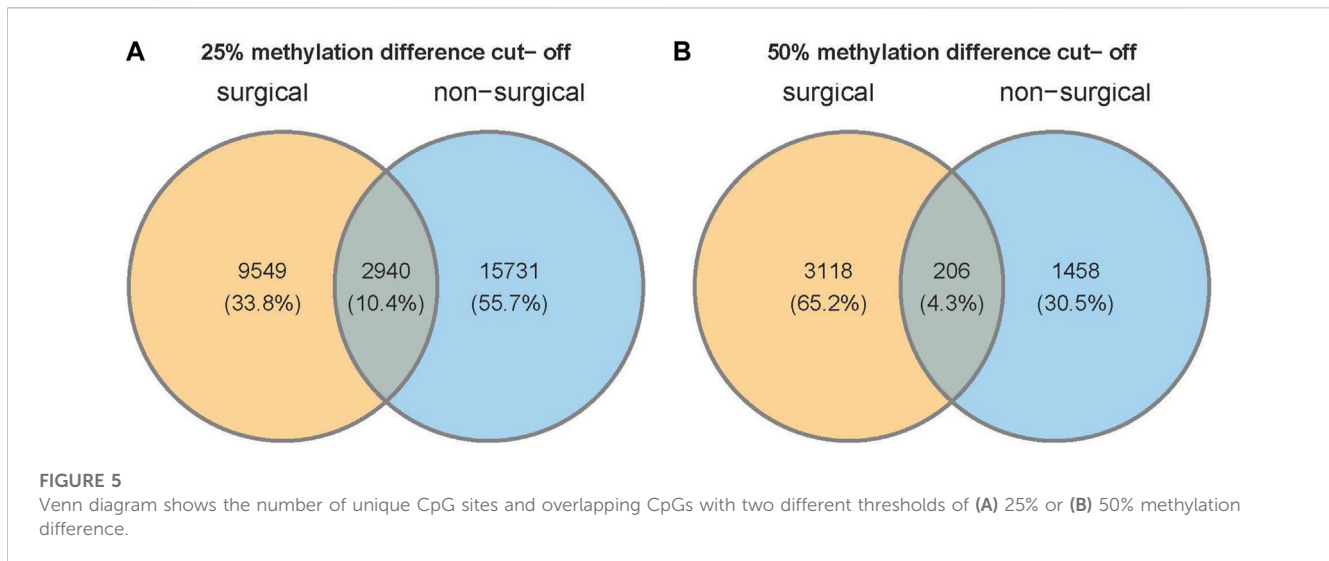 A 25% methylation difference cut− off
surgical non−surgical
9549 2940 15731
(33.8%) (10.4%) (55.7%)
B 50% methylation difference cut− off
surgical non−surgical
3118 206 1458
(65.2%) (4.3%) (30.5%)
FIGURE 5
Venn diagram shows the number of unique CpG sites and overlapping CpGs with two different thresholds of (A) 25% or (B) 50% methylation
difference.